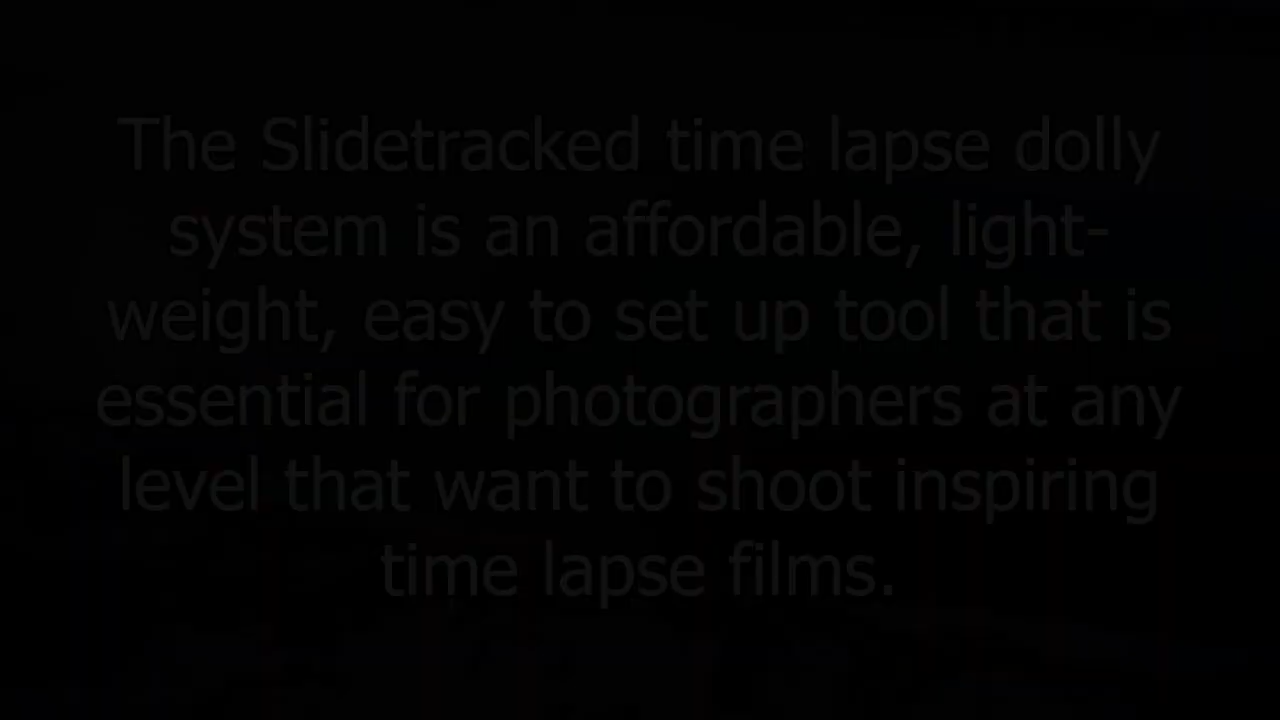 The Slidetracked time lapse dolly
system is an affordable, light-
weight, easy to set up tool that is
essential for photographers at any
level that want to shoot inspiring
time lapse films.